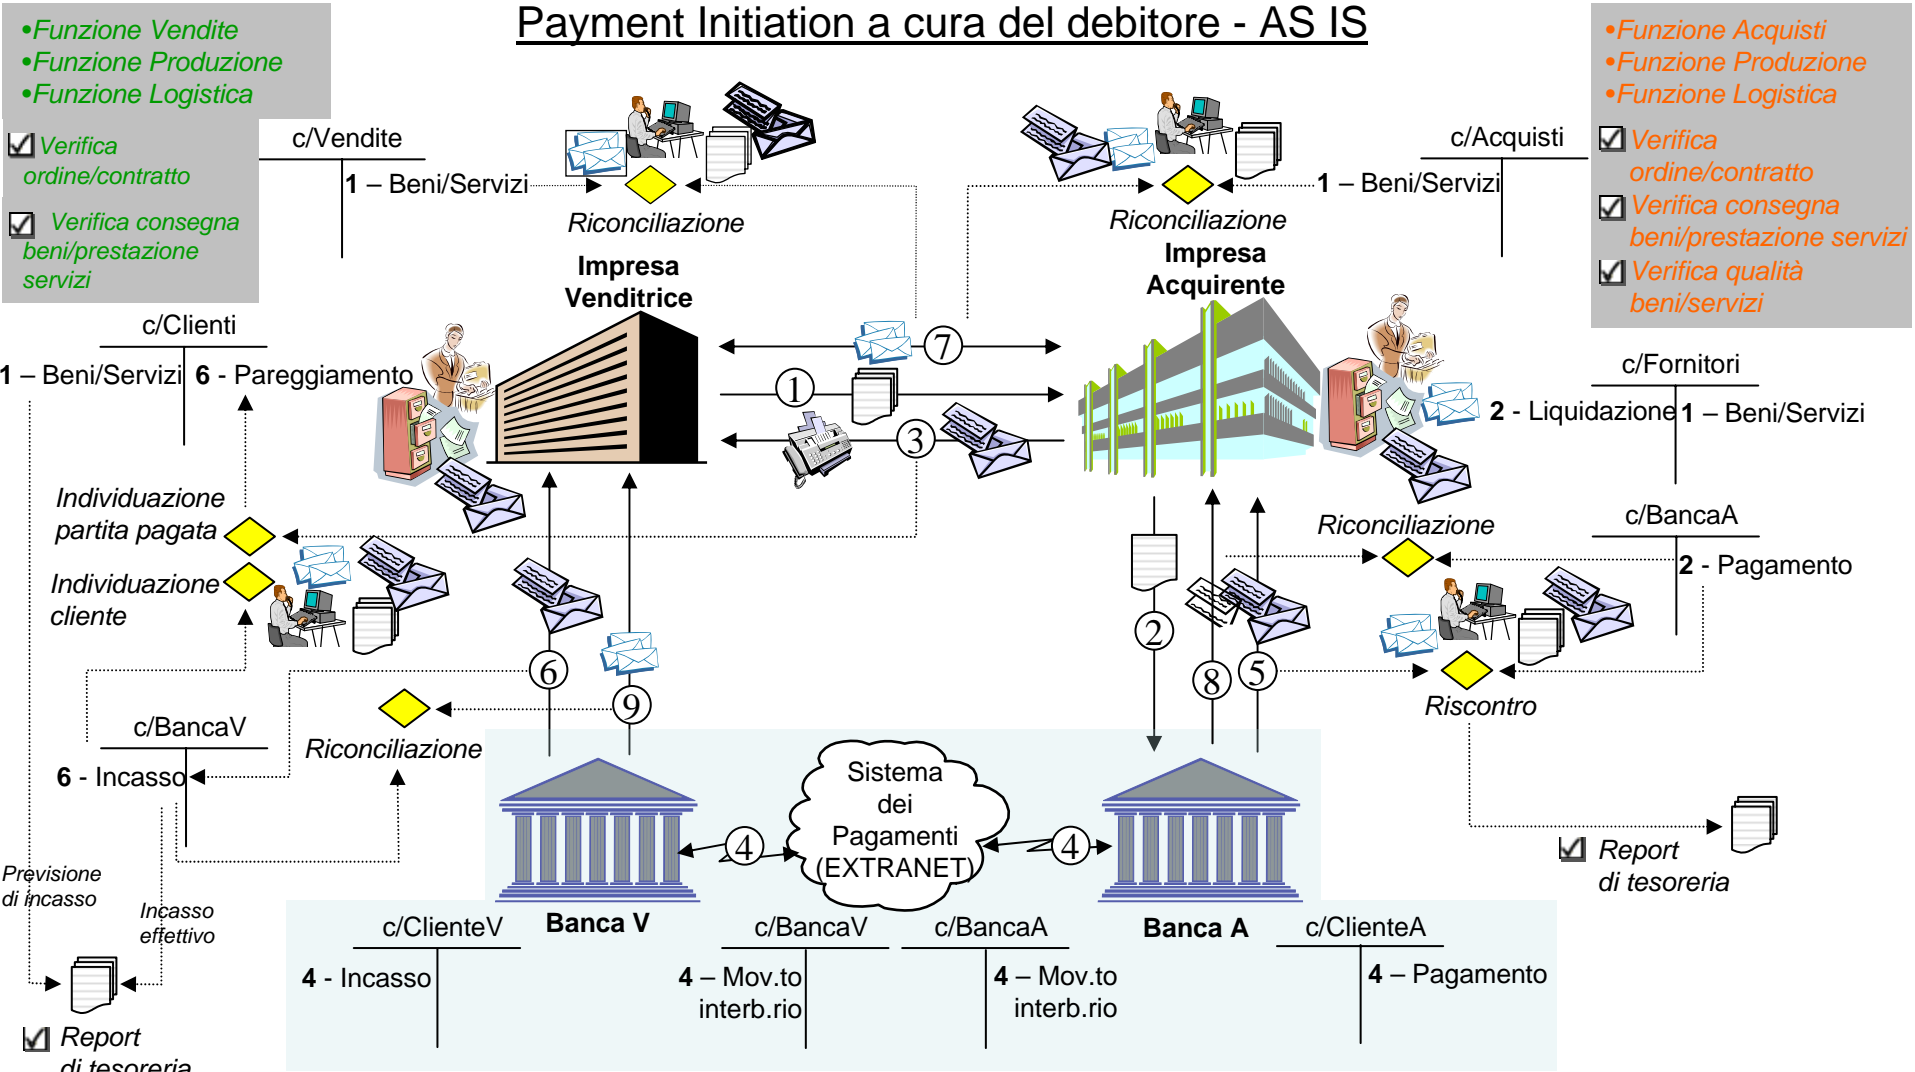 Payment Initiation a cura del debitore - AS IS
•Funzione Vendite
•Funzione Produzione
•Funzione Logistica
Verifica
ordine/contratto
Verifica consegna
beni/prestazione
servizi
c/Vendite
1 – Beni/Servizi
Riconciliazione
Impresa
Venditrice
Riconciliazione
Impresa
Acquirente
c/Acquisti
1 – Beni/Servizi
•Funzione Acquisti
•Funzione Produzione
•Funzione Logistica
Verifica
ordine/contratto
Verifica consegna
beni/prestazione servizi
Verifica qualità
beni/servizi
c/Clienti
1 – Beni/Servizi
6 - Pareggiamento
7
1
3
c/Fornitori
2 - Liquidazione
1 – Beni/Servizi
Individuazione
partita pagata
Individuazione
cliente
Riconciliazione
c/BancaA
2 - Pagamento
6
9
2
8
5
Riscontro
c/BancaV
6 - Incasso
Riconciliazione
Sistema
dei
Pagamenti
(EXTRANET)
4
4
Report
di tesoreria
Previsione
di incasso
Incasso
effettivo
Banca V
Banca A
c/ClienteV
4 - Incasso
c/BancaV
4 – Mov.to
interb.rio
c/BancaA
4 – Mov.to
interb.rio
c/ClienteA
4 – Pagamento
Report
di tesoreria